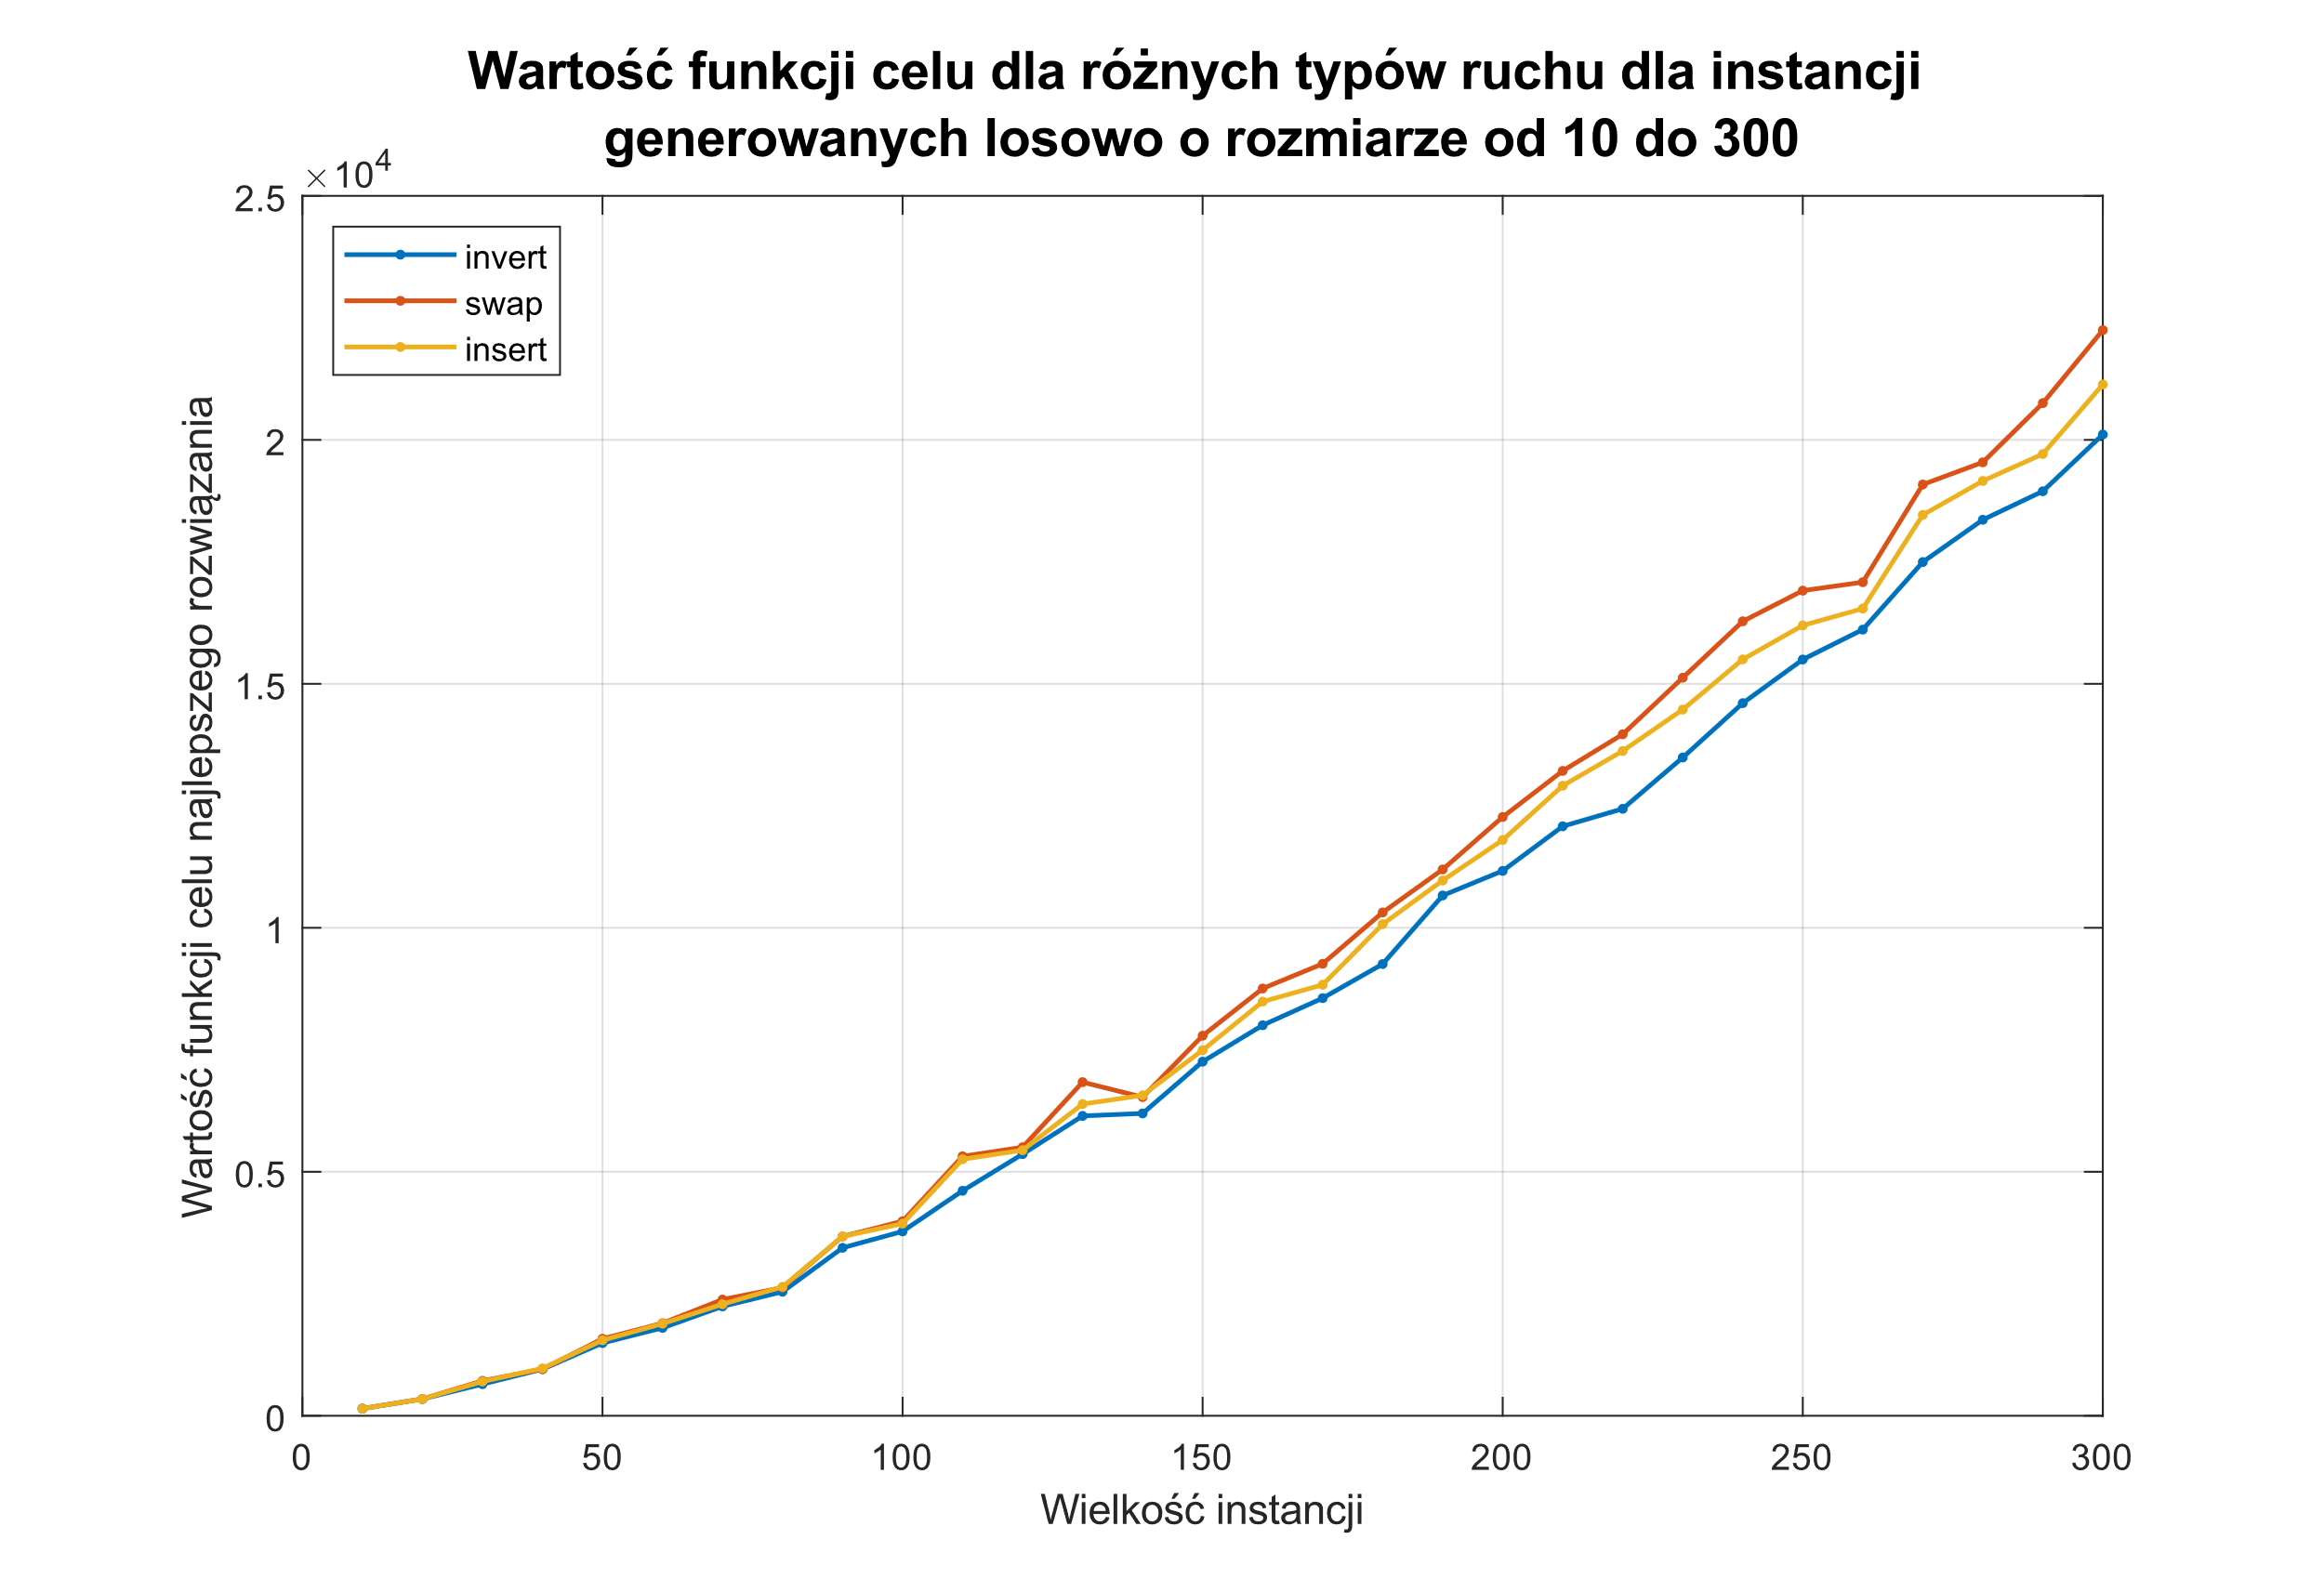 Wartość funkcji celu dla różnych typów ruchu dla instancji
generowanych losowo o rozmiarze od 10 do 300
×10⁴
2.5
2
1.5
1
0.5
0
invert
swap
insert
Wartość funkcji celu najlepszego rozwiązania
0 50 100 150 200 250 300
Wielkość instancji